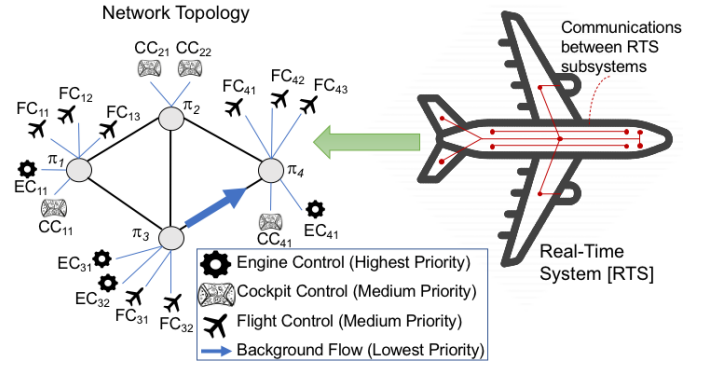 Network Topology
CC₂₁ CC₂₂
FC₁₁ FC₁₂ FC₁₃
π₂
FC₄₁ FC₄₂ FC₄₃
π₁
EC₁₁
CC₁₁
π₄
CC₄₁ EC₄₁
π₃
EC₃₁
EC₃₂
FC₃₁ FC₃₂
Engine Control (Highest Priority)
Cockpit Control (Medium Priority)
Flight Control (Medium Priority)
Background Flow (Lowest Priority)
Communications
between RTS
subsystems
Real-Time
System [RTS]